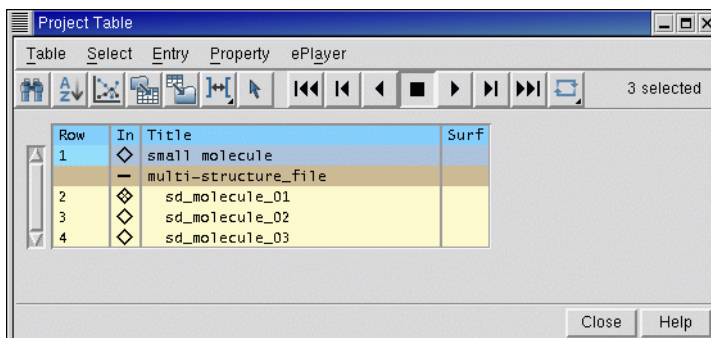 Project Table
Table Select Entry Property ePlayer
3 selected
Row In Title Surf
1 small molecule
multi-structure_file
2 sd_molecule_01
3 sd_molecule_02
4 sd_molecule_03
Close Help